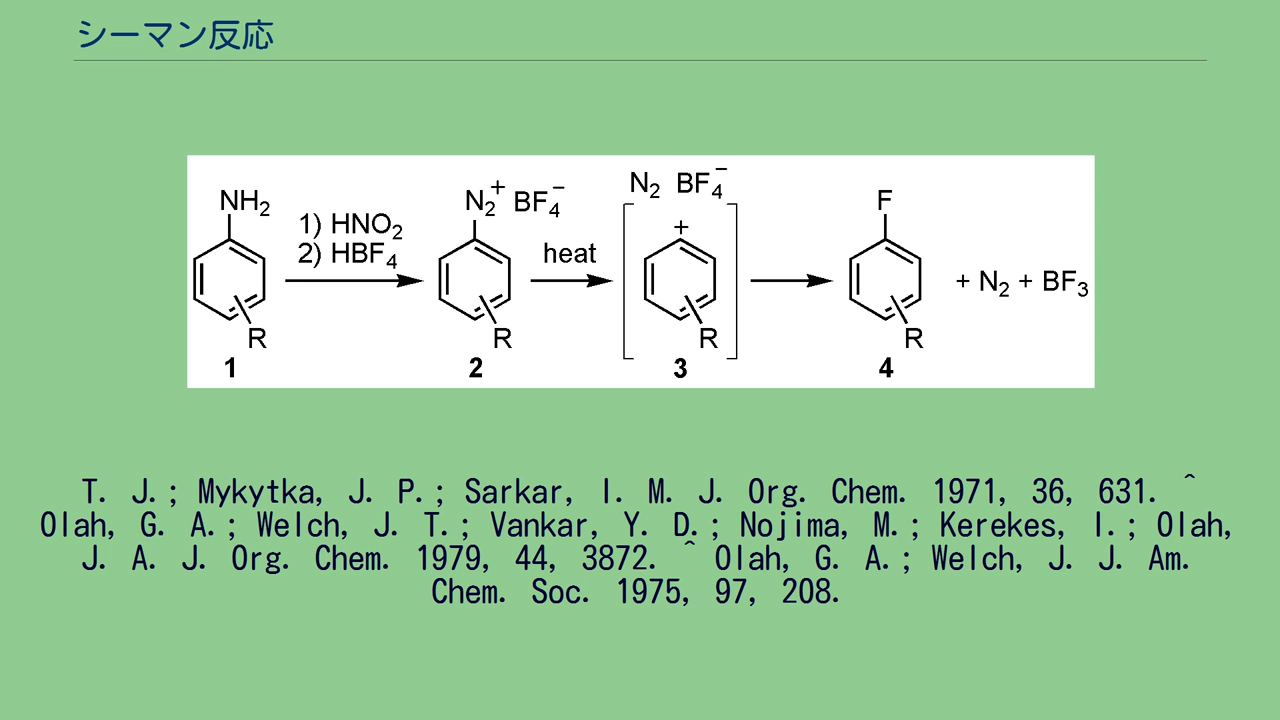 シーマン反応
NH2
1) HNO2
2) HBF4
R
1
N2+ BF4−
R
2
heat
N2 BF4−
+
R
3
F
R
4
+ N2 + BF3
T. J.; Mykytka, J. P.; Sarkar, I. M. J. Org. Chem. 1971, 36, 631. ^
Olah, G. A.; Welch, J. T.; Vankar, Y. D.; Nojima, M.; Kerekes, I.; Olah,
J. A. J. Org. Chem. 1979, 44, 3872. ^ Olah, G. A.; Welch, J. J. Am.
Chem. Soc. 1975, 97, 208.